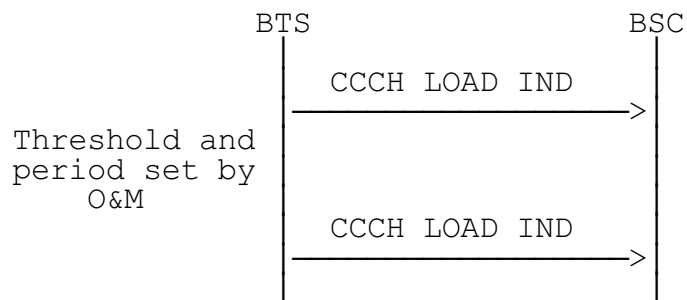 BTS BSC
CCCH LOAD IND
Threshold and
period set by
O&M
CCCH LOAD IND